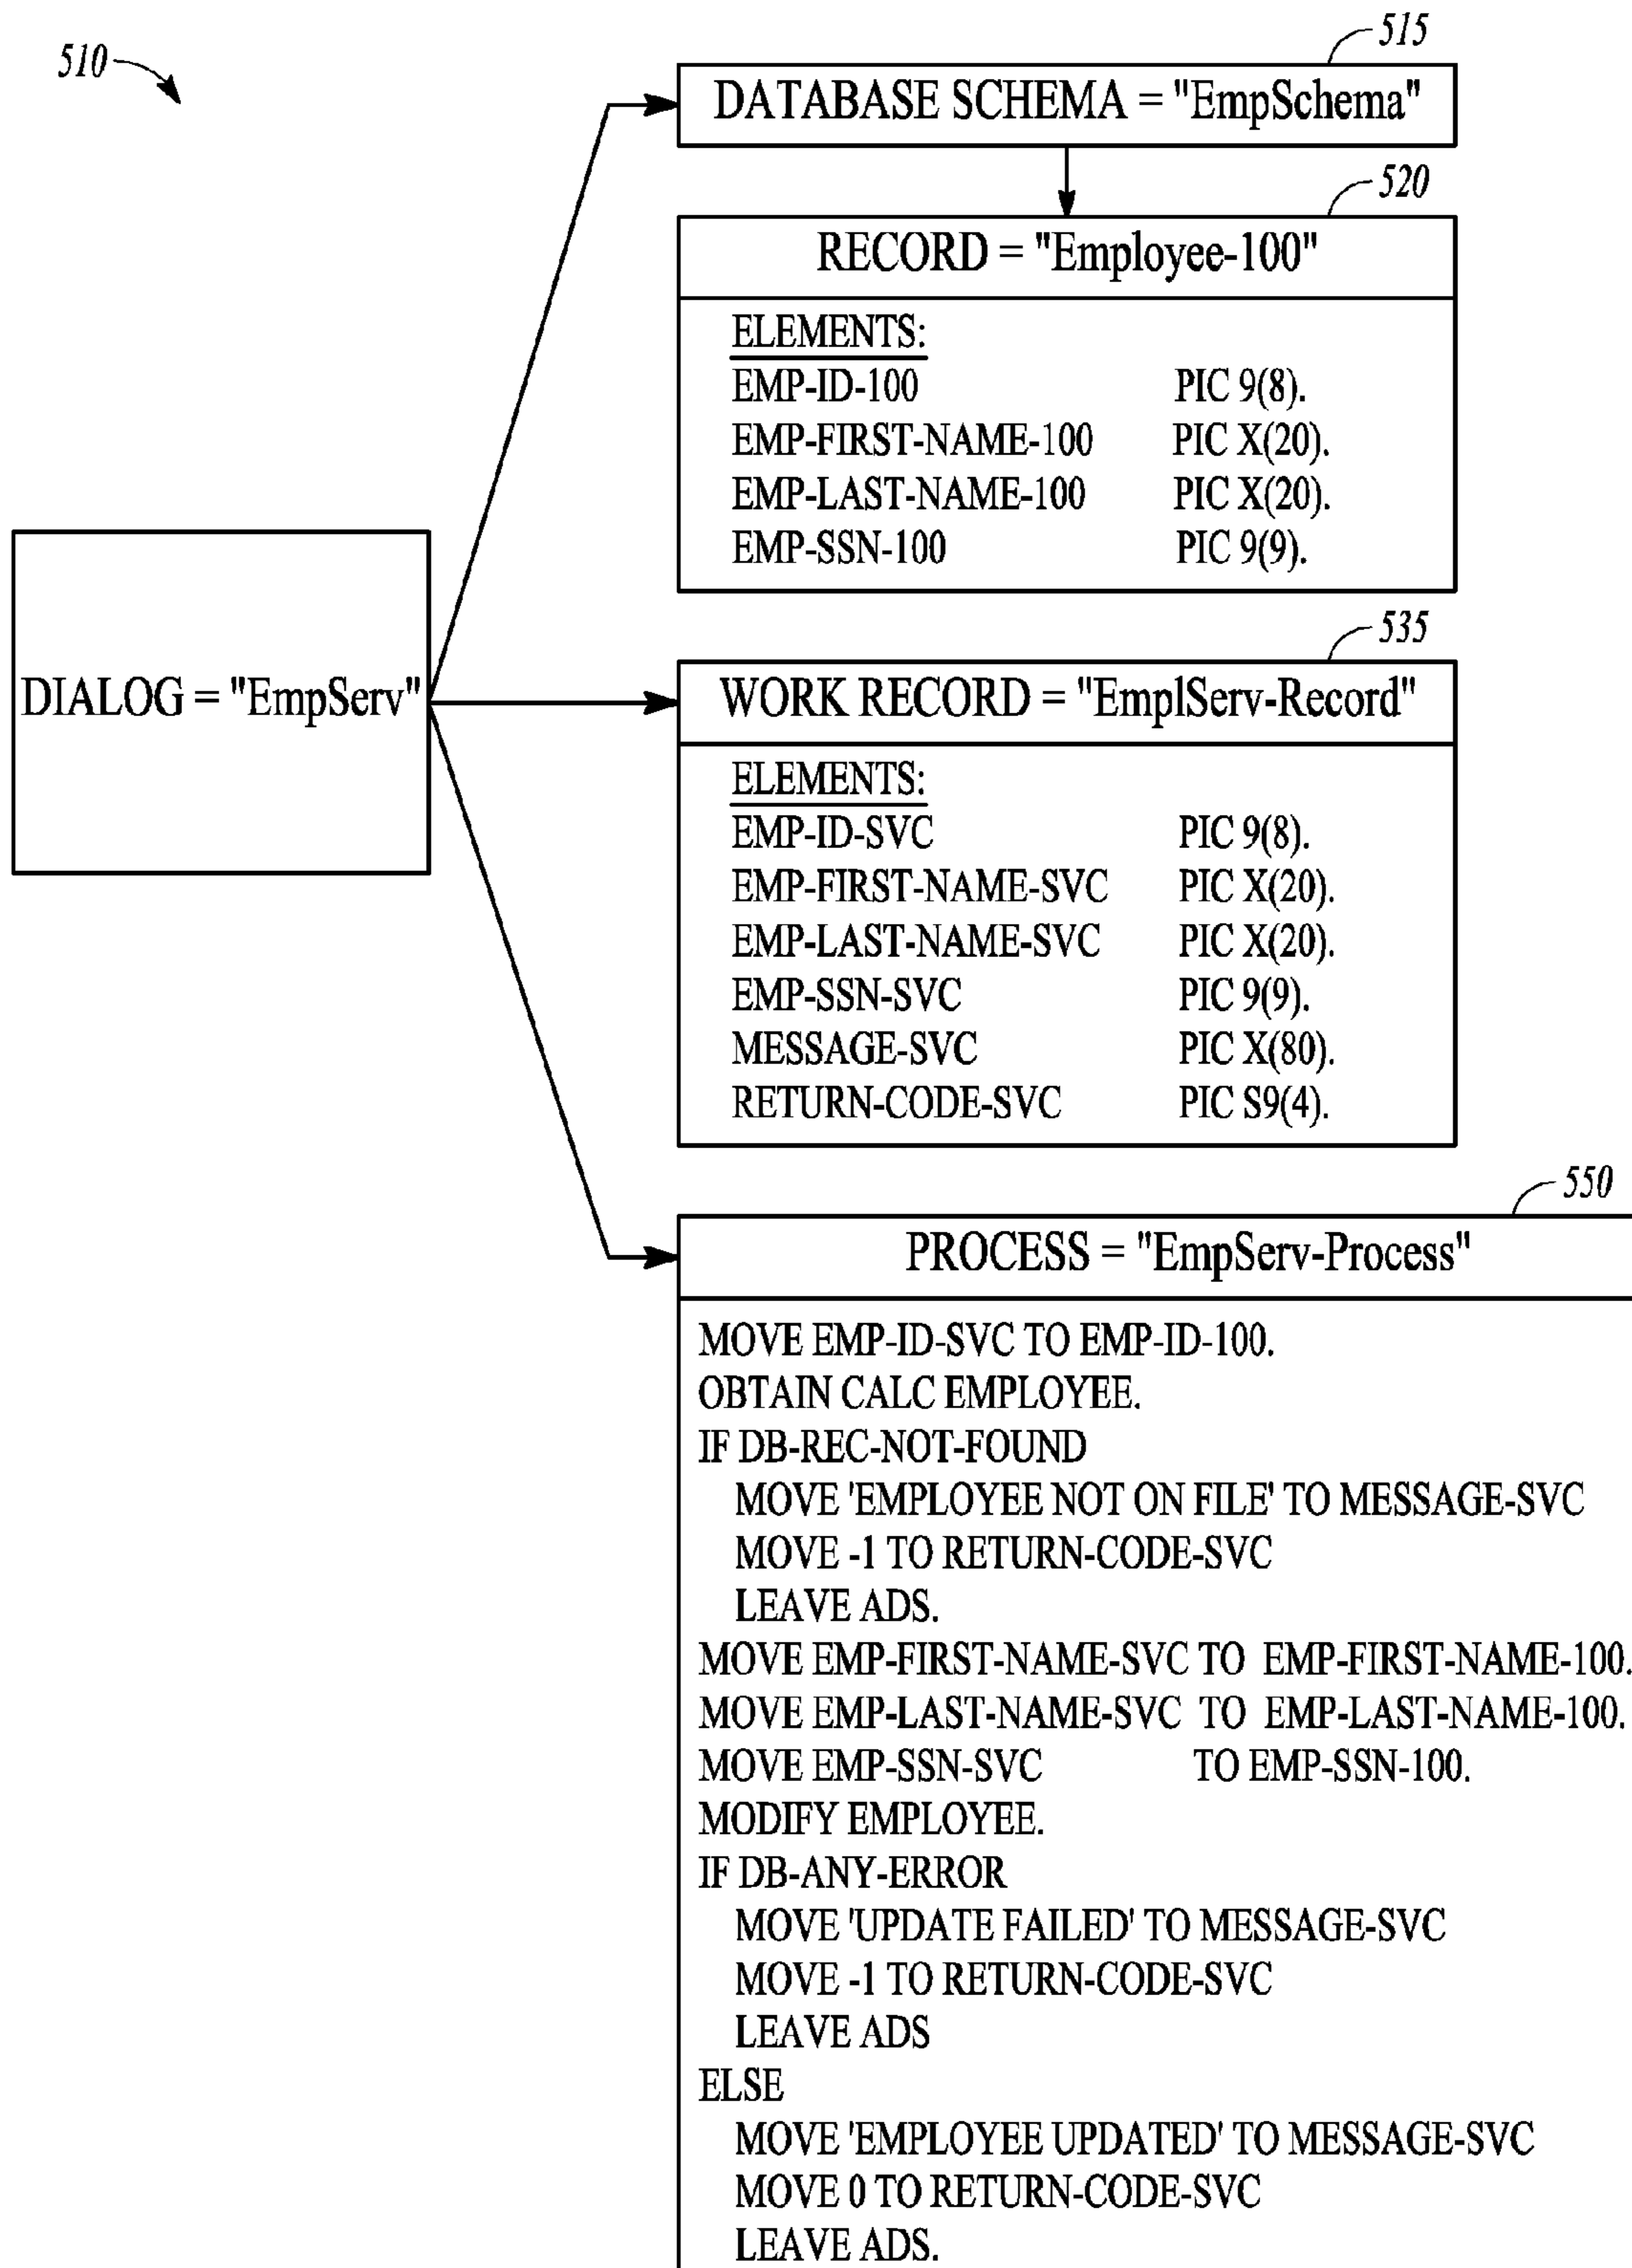 510
515
DATABASE SCHEMA = "EmpSchema"
520
RECORD = "Employee-100"
ELEMENTS:
EMP-ID-100 PIC 9(8).
EMP-FIRST-NAME-100 PIC X(20).
EMP-LAST-NAME-100 PIC X(20).
EMP-SSN-100 PIC 9(9).
DIALOG = "EmpServ"
535
WORK RECORD = "EmplServ-Record"
ELEMENTS:
EMP-ID-SVC PIC 9(8).
EMP-FIRST-NAME-SVC PIC X(20).
EMP-LAST-NAME-SVC PIC X(20).
EMP-SSN-SVC PIC 9(9).
MESSAGE-SVC PIC X(80).
RETURN-CODE-SVC PIC S9(4).
550
PROCESS = "EmpServ-Process"
MOVE EMP-ID-SVC TO EMP-ID-100.
OBTAIN CALC EMPLOYEE.
IF DB-REC-NOT-FOUND
MOVE 'EMPLOYEE NOT ON FILE' TO MESSAGE-SVC
MOVE -1 TO RETURN-CODE-SVC
LEAVE ADS.
MOVE EMP-FIRST-NAME-SVC TO EMP-FIRST-NAME-100.
MOVE EMP-LAST-NAME-SVC TO EMP-LAST-NAME-100.
MOVE EMP-SSN-SVC TO EMP-SSN-100.
MODIFY EMPLOYEE.
IF DB-ANY-ERROR
MOVE 'UPDATE FAILED' TO MESSAGE-SVC
MOVE -1 TO RETURN-CODE-SVC
LEAVE ADS
ELSE
MOVE 'EMPLOYEE UPDATED' TO MESSAGE-SVC
MOVE 0 TO RETURN-CODE-SVC
LEAVE ADS.